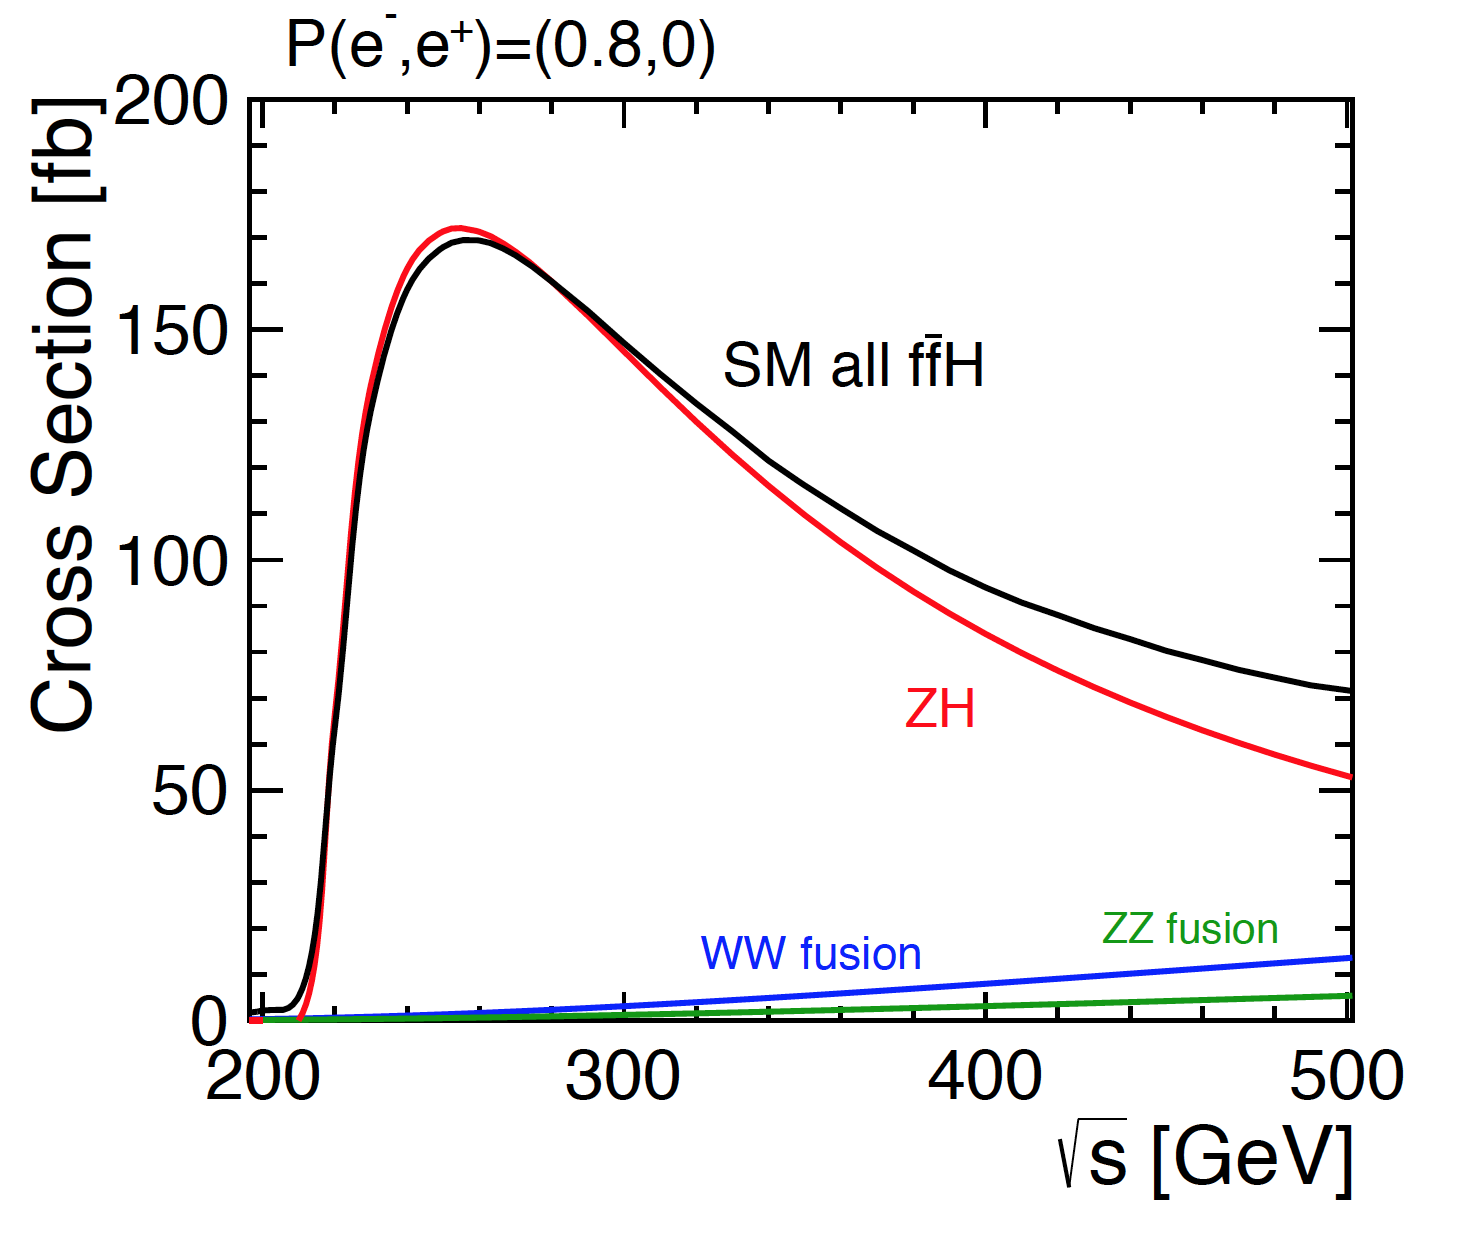 P(e⁻,e⁺)=(0.8,0)
Cross Section [fb]
200
150
100
50
0
SM all ff̄H
ZH
WW fusion
ZZ fusion
200 300 400 500
√s [GeV]